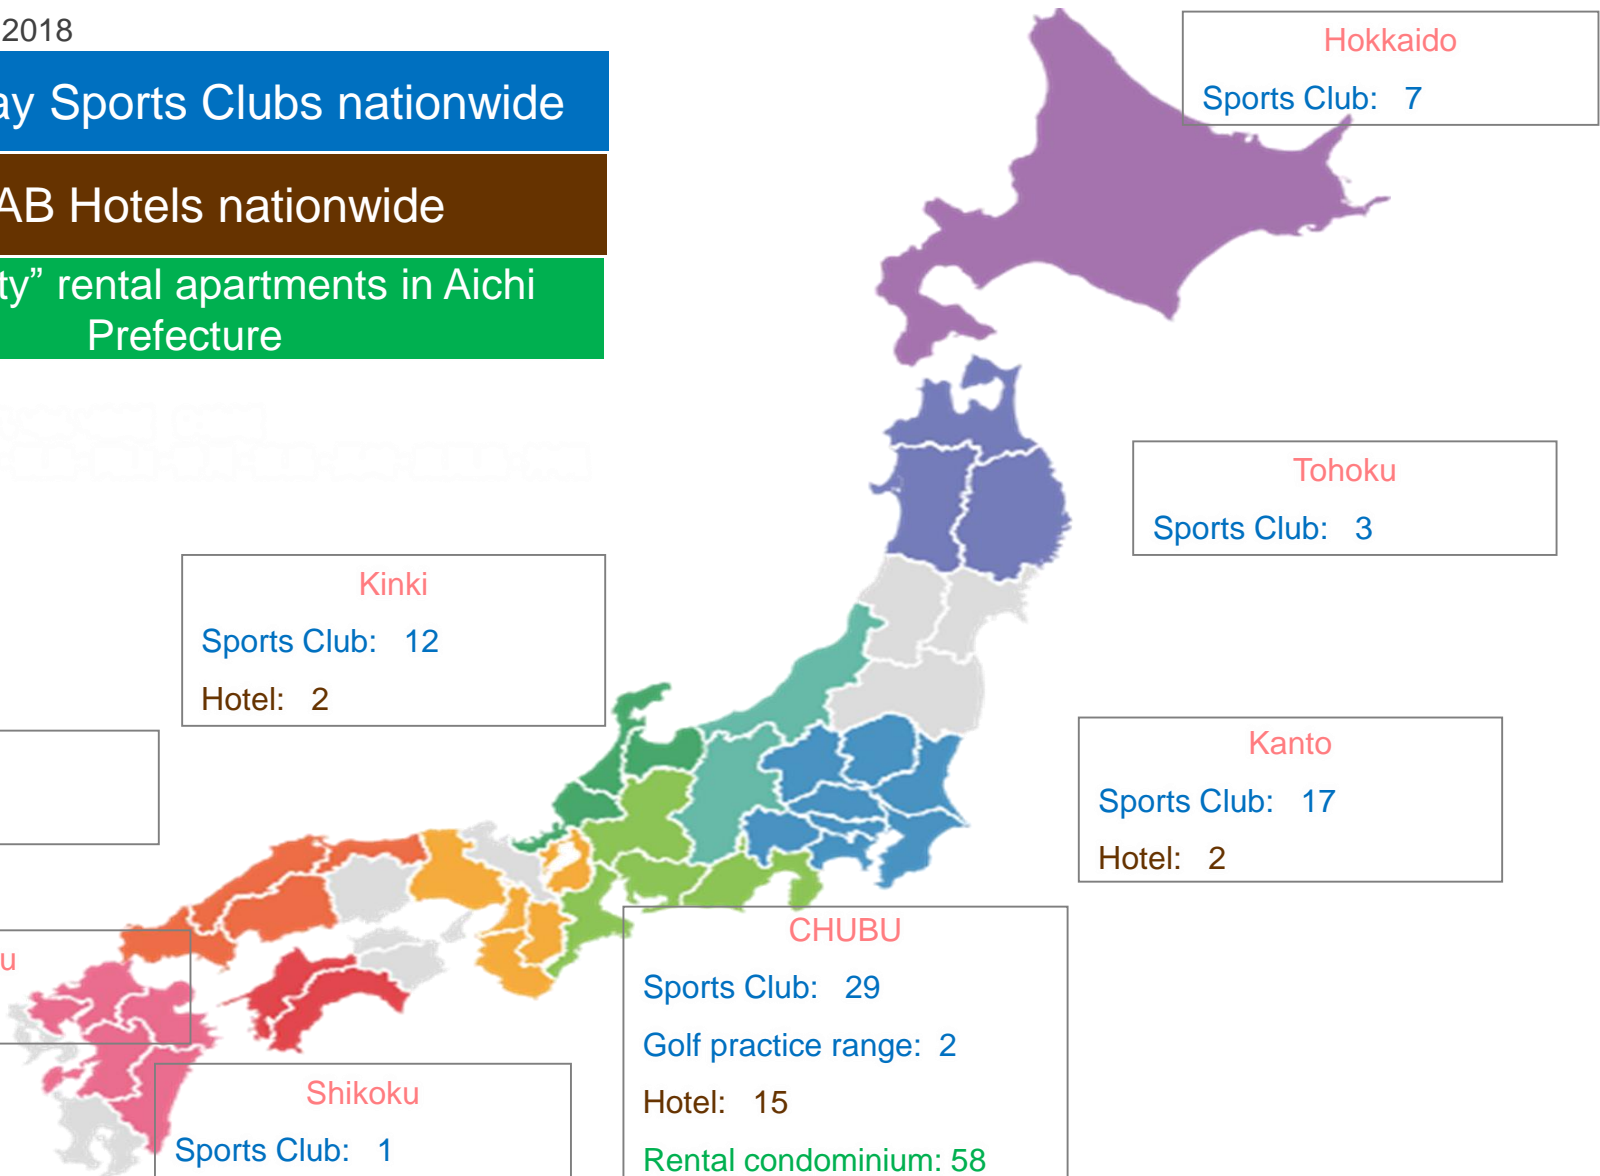 2018
ay Sports Clubs nationwide
AB Hotels nationwide
ty” rental apartments in Aichi
Prefecture
Hokkaido
Sports Club: 7
Tohoku
Sports Club: 3
Kinki
Sports Club: 12
Hotel: 2
Kanto
Sports Club: 17
Hotel: 2
u
CHUBU
Sports Club: 29
Golf practice range: 2
Hotel: 15
Rental condominium: 58
Shikoku
Sports Club: 1